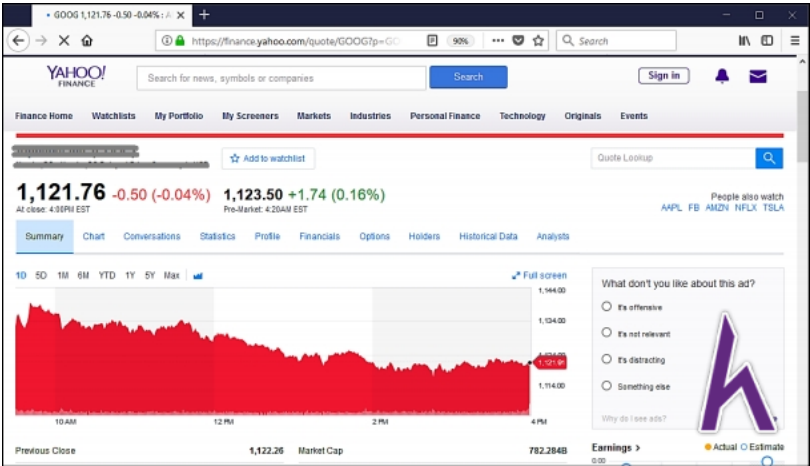 GOOG 1,121.76 -0.50 -0.04% : A
https://finance.yahoo.com/quote/GOOG?p=GO
90%
Search
YAHOO!
FINANCE
Search for news, symbols or companies
Search
Sign in
Finance Home Watchlists My Portfolio My Screeners Markets Industries Personal Finance Technology Originals Events
Add to watchlist
Quote Lookup
1,121.76 -0.50 (-0.04%) 1,123.50 +1.74 (0.16%)
At close: 4:00PM EST
Pre-Market: 4:20AM EST
People also watch
AAPL FB AMZN NFLX TSLA
Summary Chart Conversations Statistics Profile Financials Options Holders Historical Data Analysts
1D 5D 1M 6M YTD 1Y 5Y Max
Full screen
1,144.00
1,134.00
1,114.00
10 AM 12 PM 2 PM 4 PM
What don't you like about this ad?
It's offensive
It's not relevant
It's distracting
Something else
Why do I see ads?
h
Previous Close 1,122.26 Market Cap 782.284B
Earnings >
Actual Estimate
0.00